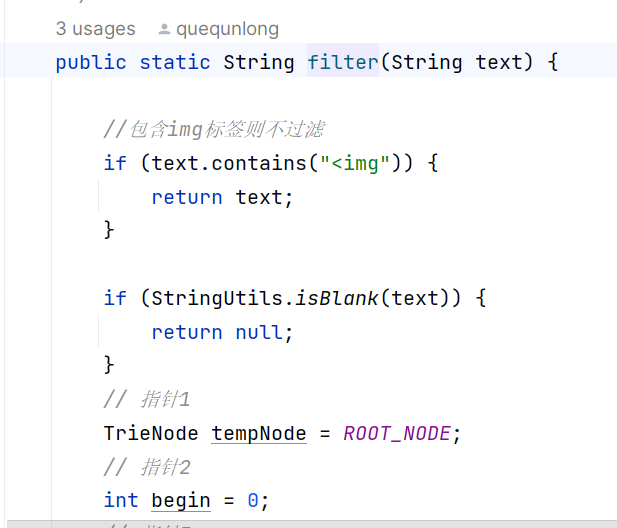 3 usages quequnlong
public static String filter(String text) {
//包含img标签则不过滤
if (text.contains("<img")) {
return text;
}
if (StringUtils.isBlank(text)) {
return null;
}
// 指针1
TrieNode tempNode = ROOT_NODE;
// 指针2
int begin = 0;